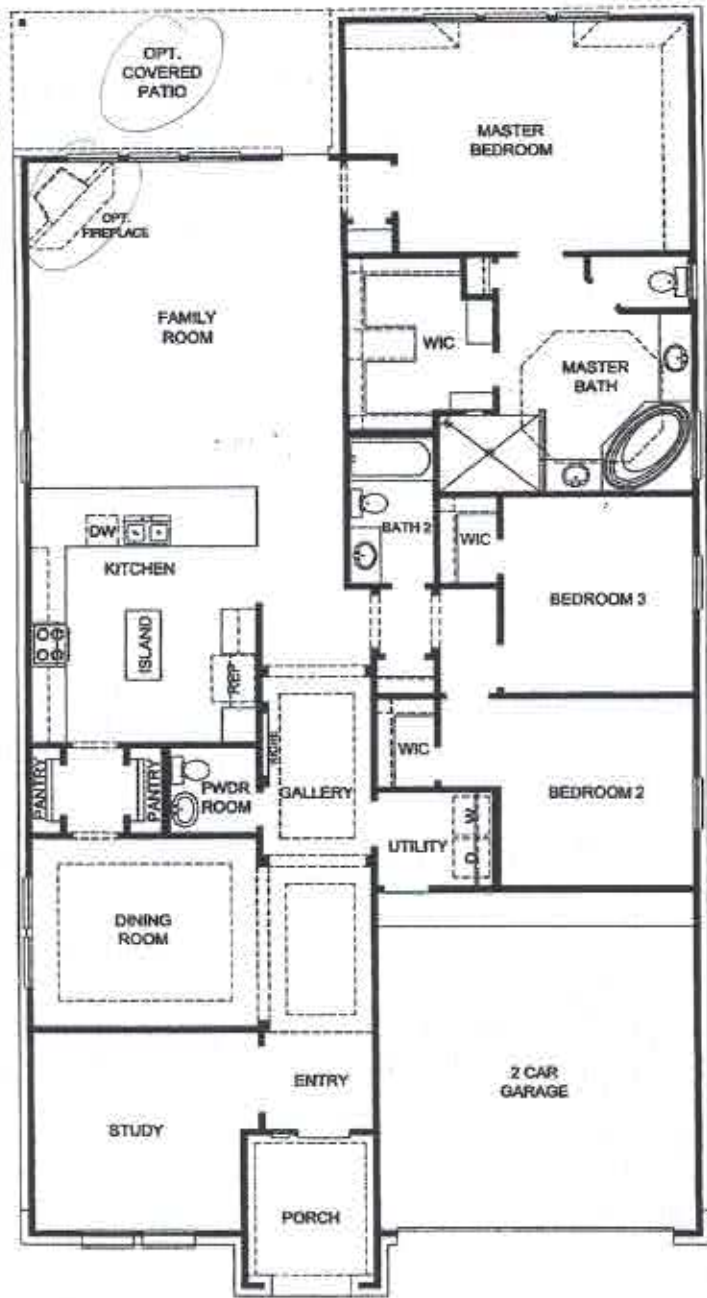 OPT.
COVERED
PATIO
MASTER
BEDROOM
OPT.
FIREPLACE
FAMILY
ROOM
WIC
MASTER
BATH
DW
BATH 2
WIC
KITCHEN
BEDROOM 3
ISLAND
REF
WIC
PANTRY
PANTRY
PWDR
ROOM
GALLERY
BEDROOM 2
W
UTILITY
D
DINING
ROOM
ENTRY
2 CAR
GARAGE
STUDY
PORCH